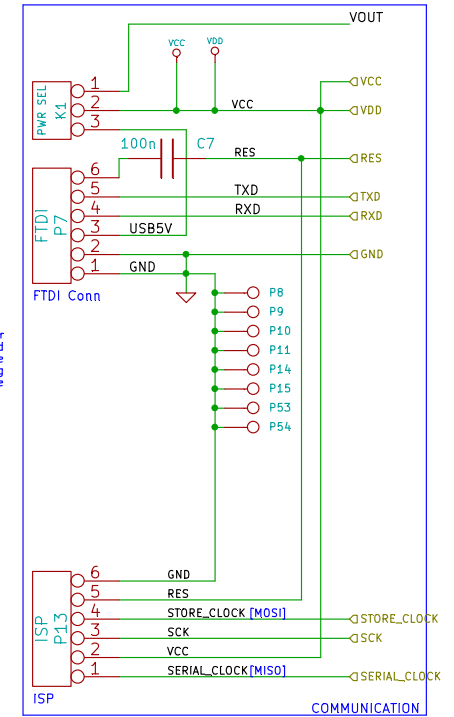 VOUT
VCC
VDD
VCC
PWR SEL
K1
1
2
3
VCC
VDD
100n
C7
RES
RES
FTDI
P7
6
5
4
3
2
1
TXD
TXD
RXD
RXD
USB5V
GND
GND
FTDI Conn
P8
P9
P10
P11
P14
P15
P53
P54
ISP
P13
6
5
4
3
2
1
GND
RES
STORE_CLOCK [MOSI]
STORE_CLOCK
SCK
SCK
VCC
SERIAL_CLOCK [MISO]
SERIAL_CLOCK
ISP
COMMUNICATION